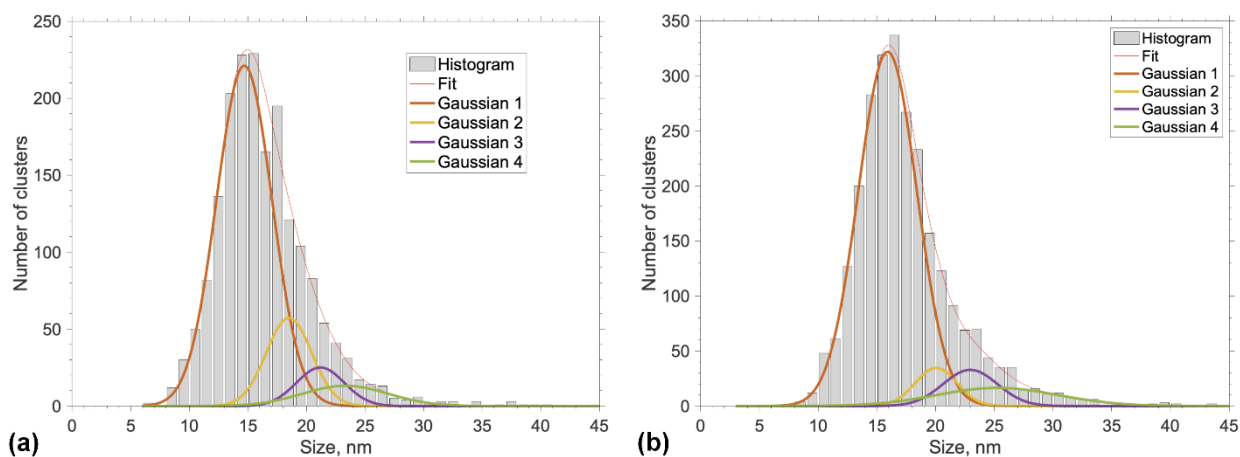 250
200
150
100
50
0
Number of clusters
Histogram
Fit
Gaussian 1
Gaussian 2
Gaussian 3
Gaussian 4
0 5 10 15 20 25 30 35 40 45
Size, nm
(a)
350
300
250
200
150
100
50
0
Number of clusters
Histogram
Fit
Gaussian 1
Gaussian 2
Gaussian 3
Gaussian 4
0 5 10 15 20 25 30 35 40 45
Size, nm
(b)